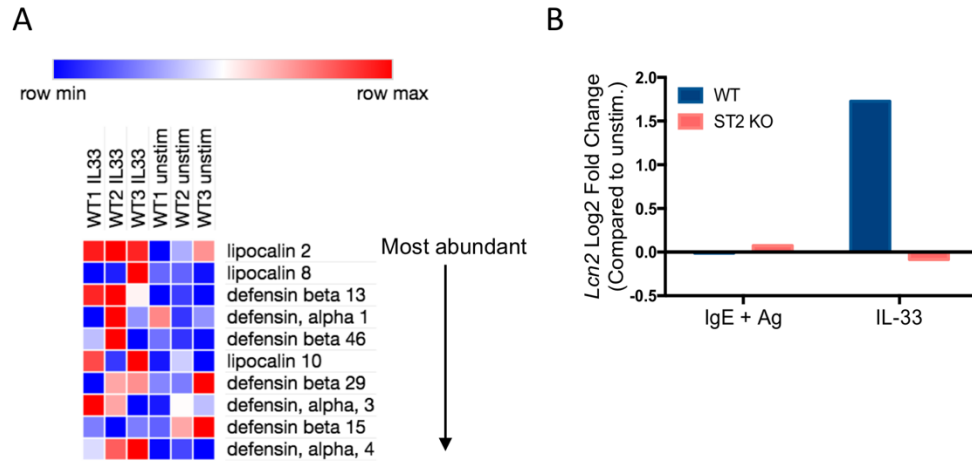 A
row min
row max
WT1 IL33
WT2 IL33
WT3 IL33
WT1 unstim
WT2 unstim
WT3 unstim
lipocalin 2
lipocalin 8
defensin beta 13
defensin, alpha 1
defensin beta 46
lipocalin 10
defensin beta 29
defensin, alpha, 3
defensin beta 15
defensin, alpha, 4
Most abundant
B
Lcn2 Log2 Fold Change
(Compared to unstim.)
2.0
1.5
1.0
0.5
0.0
-0.5
WT
ST2 KO
IgE + Ag
IL-33